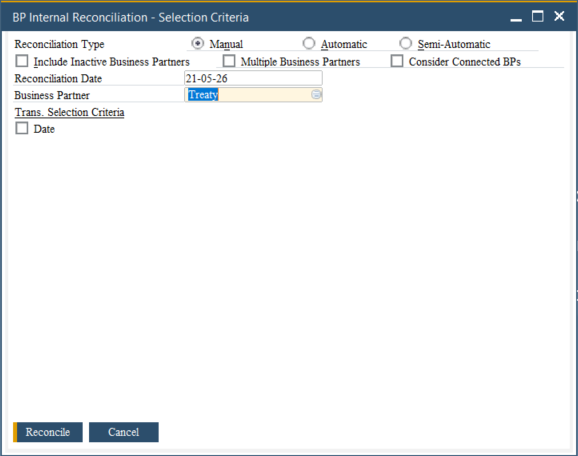 BP Internal Reconciliation - Selection Criteria
Reconciliation Type Manual Automatic Semi-Automatic
Include Inactive Business Partners Multiple Business Partners Consider Connected BPs
Reconciliation Date 21-05-26
Business Partner Treaty
Trans. Selection Criteria
Date
Reconcile Cancel